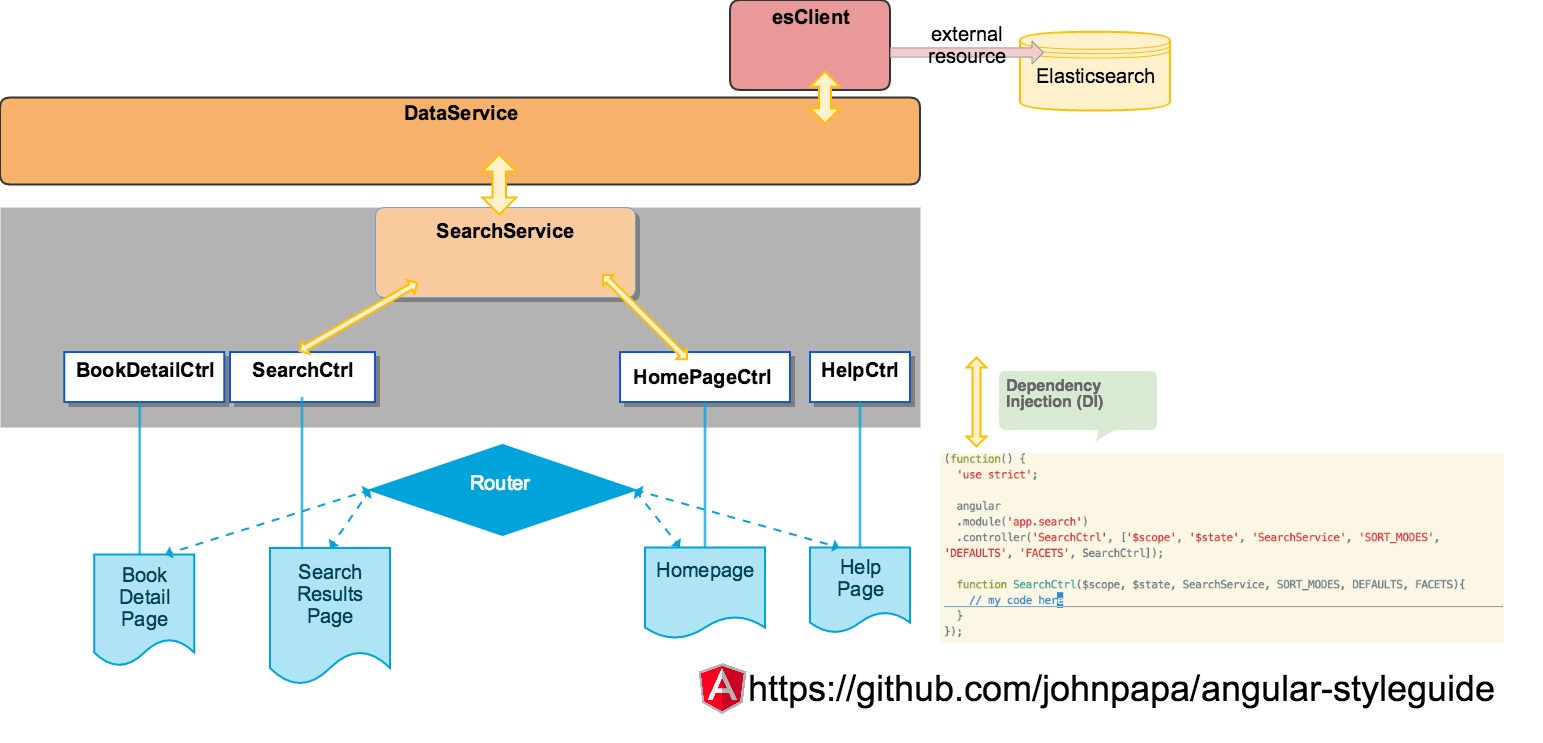 esClient
external
resource
Elasticsearch
DataService
SearchService
BookDetailCtrl
SearchCtrl
HomePageCtrl
HelpCtrl
Dependency
Injection (DI)
Router
Book
Detail
Page
Search
Results
Page
Homepage
Help
Page
(function() {
'use strict';
angular
.module('app.search')
.controller('SearchCtrl', ['$scope', '$state', 'SearchService', 'SORT_MODES',
'DEFAULTS', 'FACETS', SearchCtrl]);
function SearchCtrl($scope, $state, SearchService, SORT_MODES, DEFAULTS, FACETS){
// my code here
}
});
A
https://github.com/johnpapa/angular-styleguide